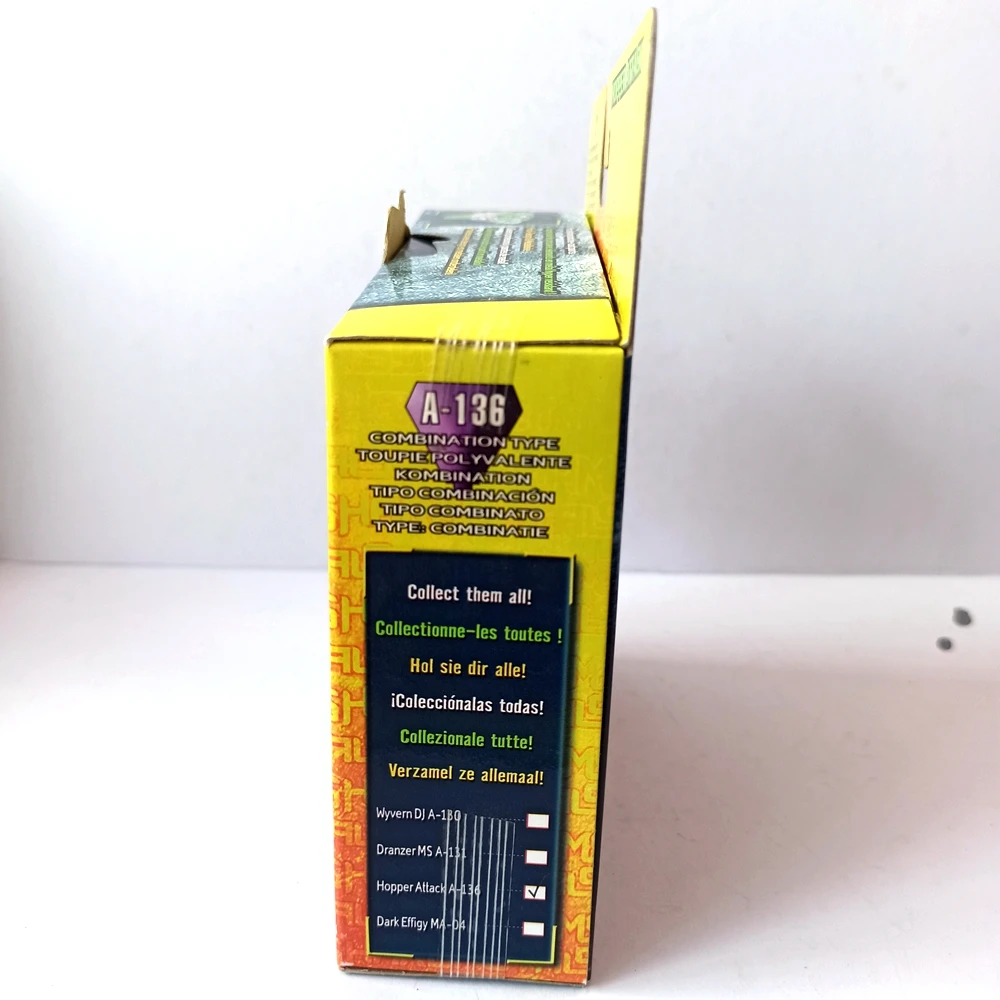 A-136
COMBINATION TYPE
TOUPIE POLYVALENTE
KOMBINATION
TIPO COMBINACIÓN
TIPO COMBINATO
TYPE: COMBINATIE
Collect them all!
Collectionne-les toutes !
Hol sie dir alle!
¡Colecciónalas todas!
Collezionale tutte!
Verzamel ze allemaal!
Wyvern DJ A-130
Dranzer MS A-131
Hopper Attack A-136
Dark Effigy MA-04